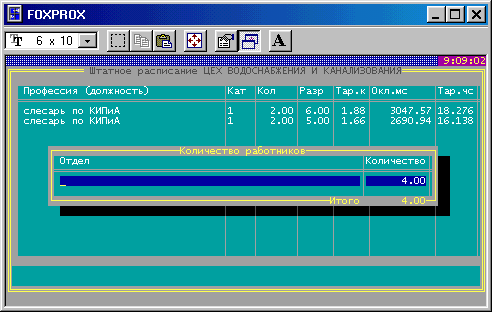 FOXPROX
6 x 10
A
9:09:02
Штатное расписание ЦЕХ ВОДОСНАБЖЕНИЯ И КАНАЛИЗОВАНИЯ
Профессия (должность) Кат Кол Разр Тар.к Окл.мс Тар.чс
слесарь по КИПиА 1 2.00 6.00 1.88 3047.57 18.276
слесарь по КИПиА 1 2.00 5.00 1.66 2690.94 16.138
Количество работников
Отдел Количество
4.00
Итого 4.00